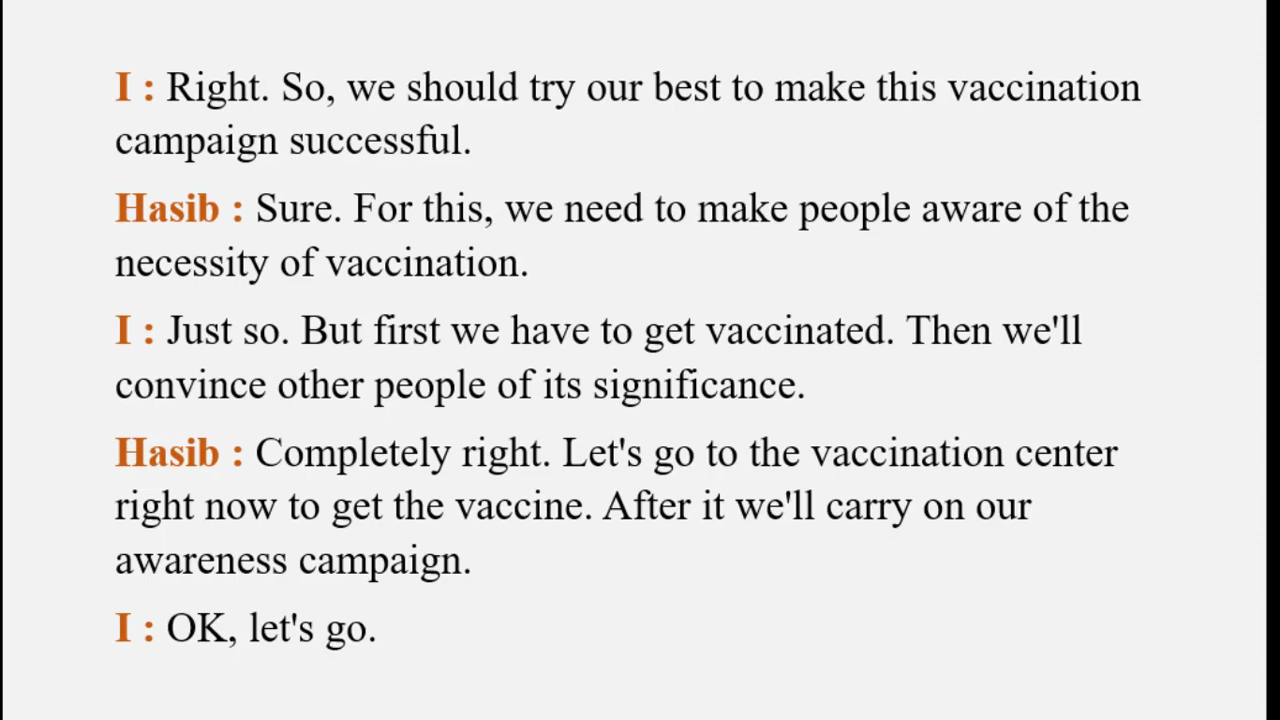 I : Right. So, we should try our best to make this vaccination
campaign successful.
Hasib : Sure. For this, we need to make people aware of the
necessity of vaccination.
I : Just so. But first we have to get vaccinated. Then we'll
convince other people of its significance.
Hasib : Completely right. Let's go to the vaccination center
right now to get the vaccine. After it we'll carry on our
awareness campaign.
I : OK, let's go.